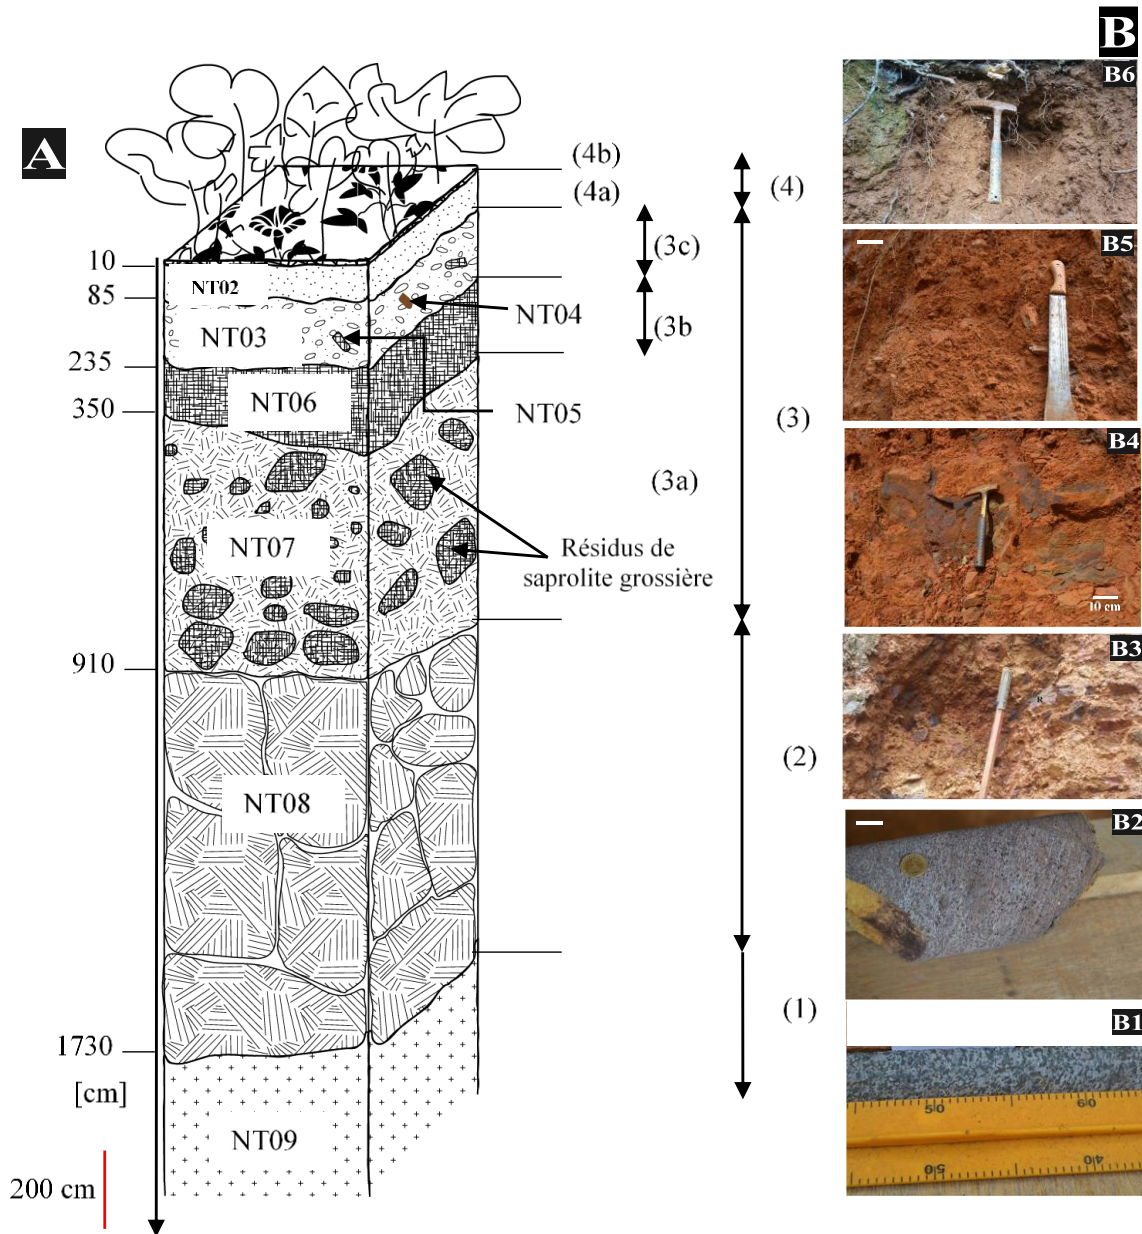 A
B
(4b)
(4a)
(4)
(3c)
(3b
(3)
(3a)
(2)
(1)
10
85
235
350
910
1730
[cm]
200 cm
NT02
NT03
NT04
NT05
NT06
NT07
Résidus de
saprolite grossière
NT08
NT09
B6
B5
B4
10 cm
B3
R
B2
B1
50
60
50
40